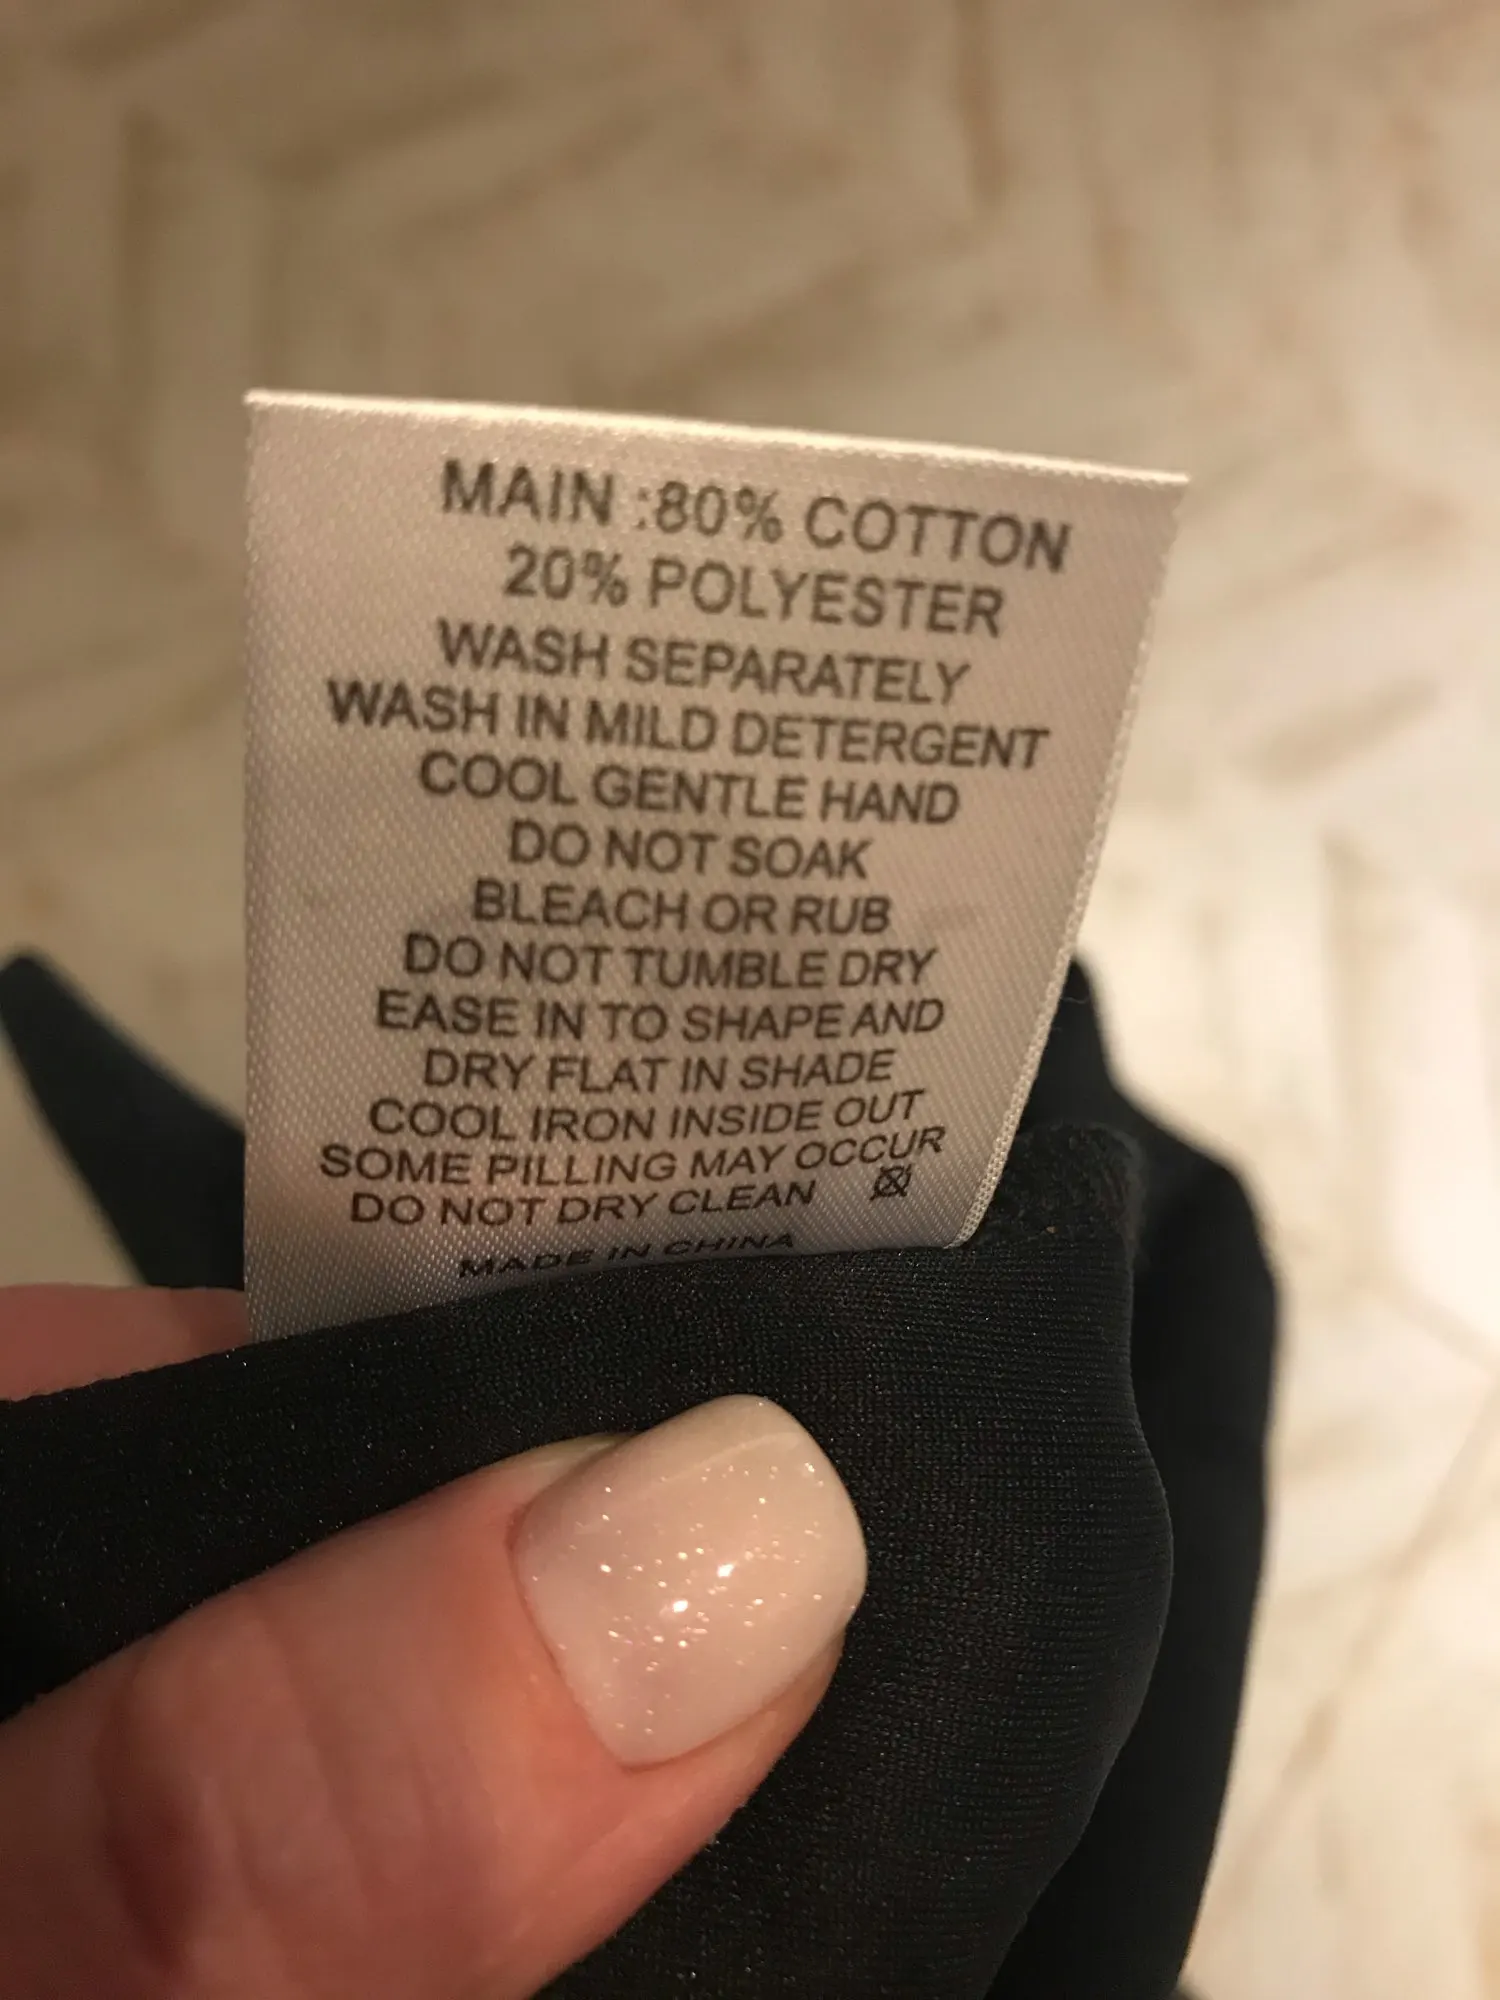 MAIN :80% COTTON
20% POLYESTER
WASH SEPARATELY
WASH IN MILD DETERGENT
COOL GENTLE HAND
DO NOT SOAK
BLEACH OR RUB
DO NOT TUMBLE DRY
EASE IN TO SHAPE AND
DRY FLAT IN SHADE
COOL IRON INSIDE OUT
SOME PILLING MAY OCCUR
DO NOT DRY CLEAN
MADE IN CHINA